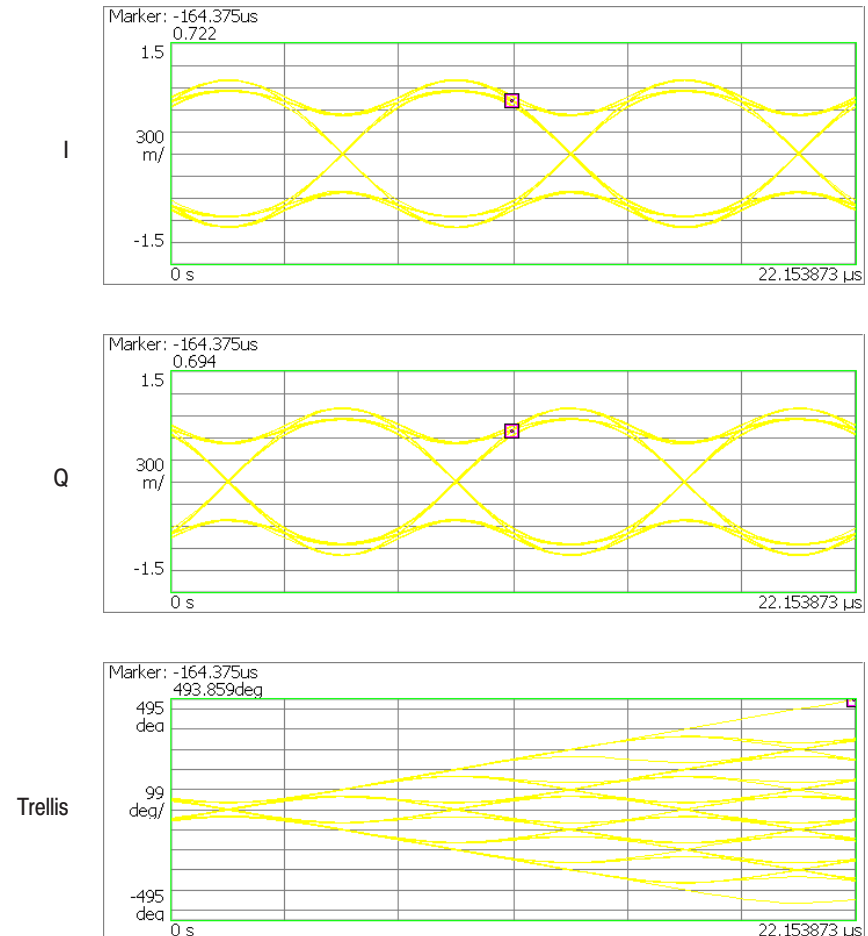 Marker: -164.375us
0.722
1.5
I
300
m/
-1.5
0 s
22.153873 µs
Marker: -164.375us
0.694
1.5
Q
300
m/
-1.5
0 s
22.153873 µs
Marker: -164.375us
493.859deg
495
deg
Trellis
99
deg/
-495
deg
0 s
22.153873 µs